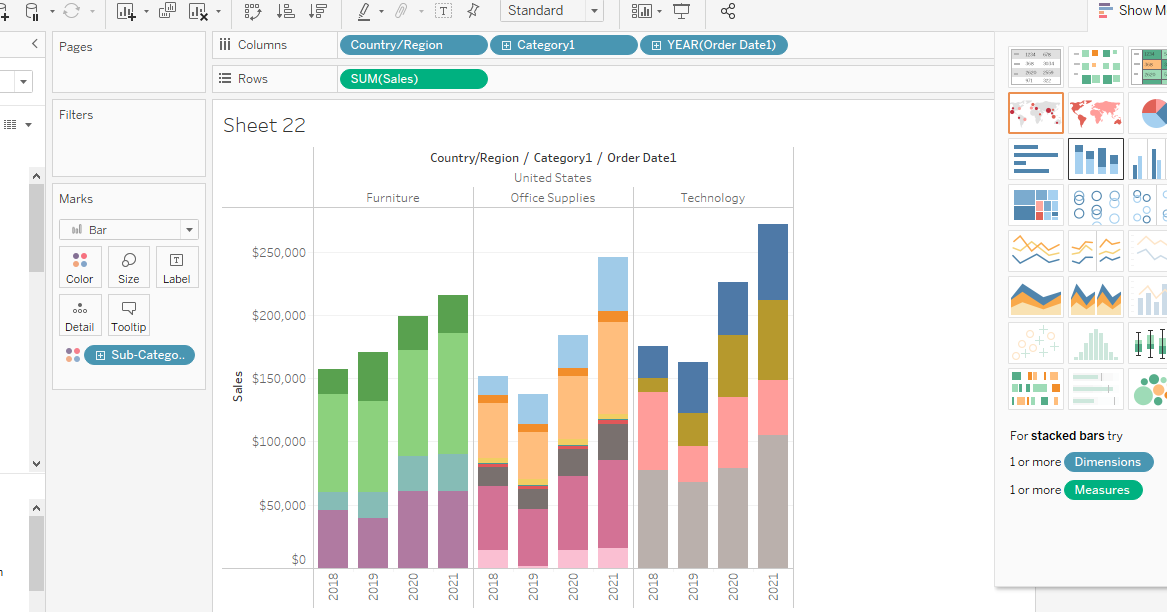 Standard
Show M
Pages
Columns
Country/Region
Category1
YEAR(Order Date1)
Rows
SUM(Sales)
Filters
Sheet 22
Country/Region / Category1 / Order Date1
United States
Furniture
Office Supplies
Technology
Marks
Bar
Color
Size
Label
Detail
Tooltip
Sub-Catego..
Sales
$250,000
$200,000
$150,000
$100,000
$50,000
$0
2018
2019
2020
2021
2018
2019
2020
2021
2018
2019
2020
2021
For stacked bars try
1 or more Dimensions
1 or more Measures